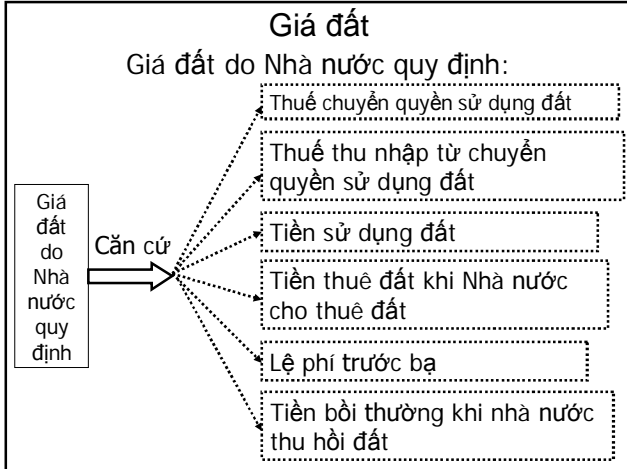 Giá đất
Giá đất do Nhà nước quy định:
Giá
đất
do
Nhà
nước
quy
định
Căn cứ
Thuế chuyển quyền sử dụng đất
Thuế thu nhập từ chuyển
quyền sử dụng đất
Tiền sử dụng đất
Tiền thuê đất khi Nhà nước
cho thuê đất
Lệ phí trước bạ
Tiền bồi thường khi nhà nước
thu hồi đất